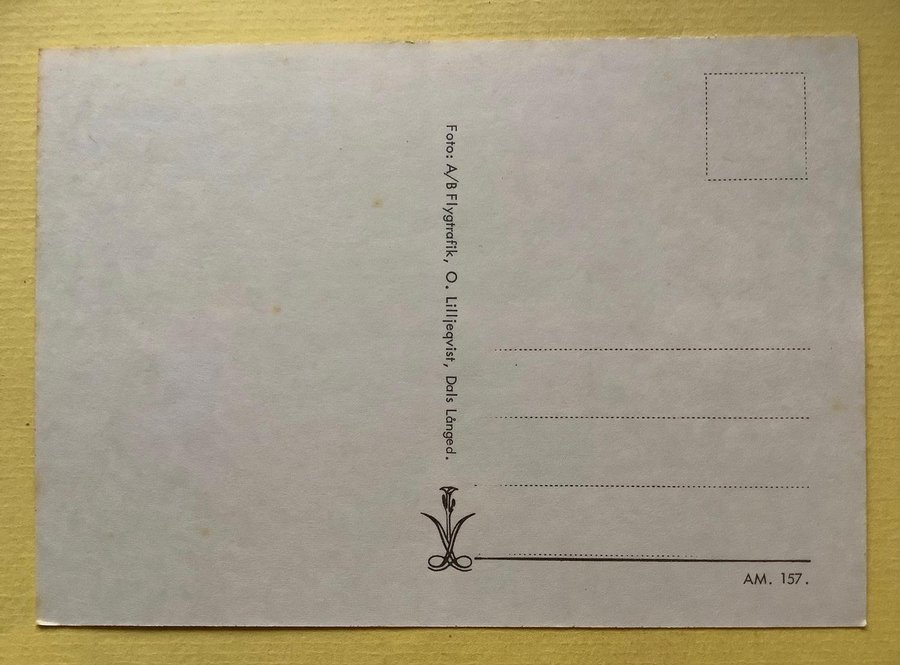 Foto: A/B Flygtrafik, O. Lilljeqvist, Dals Långed.
AM. 157.